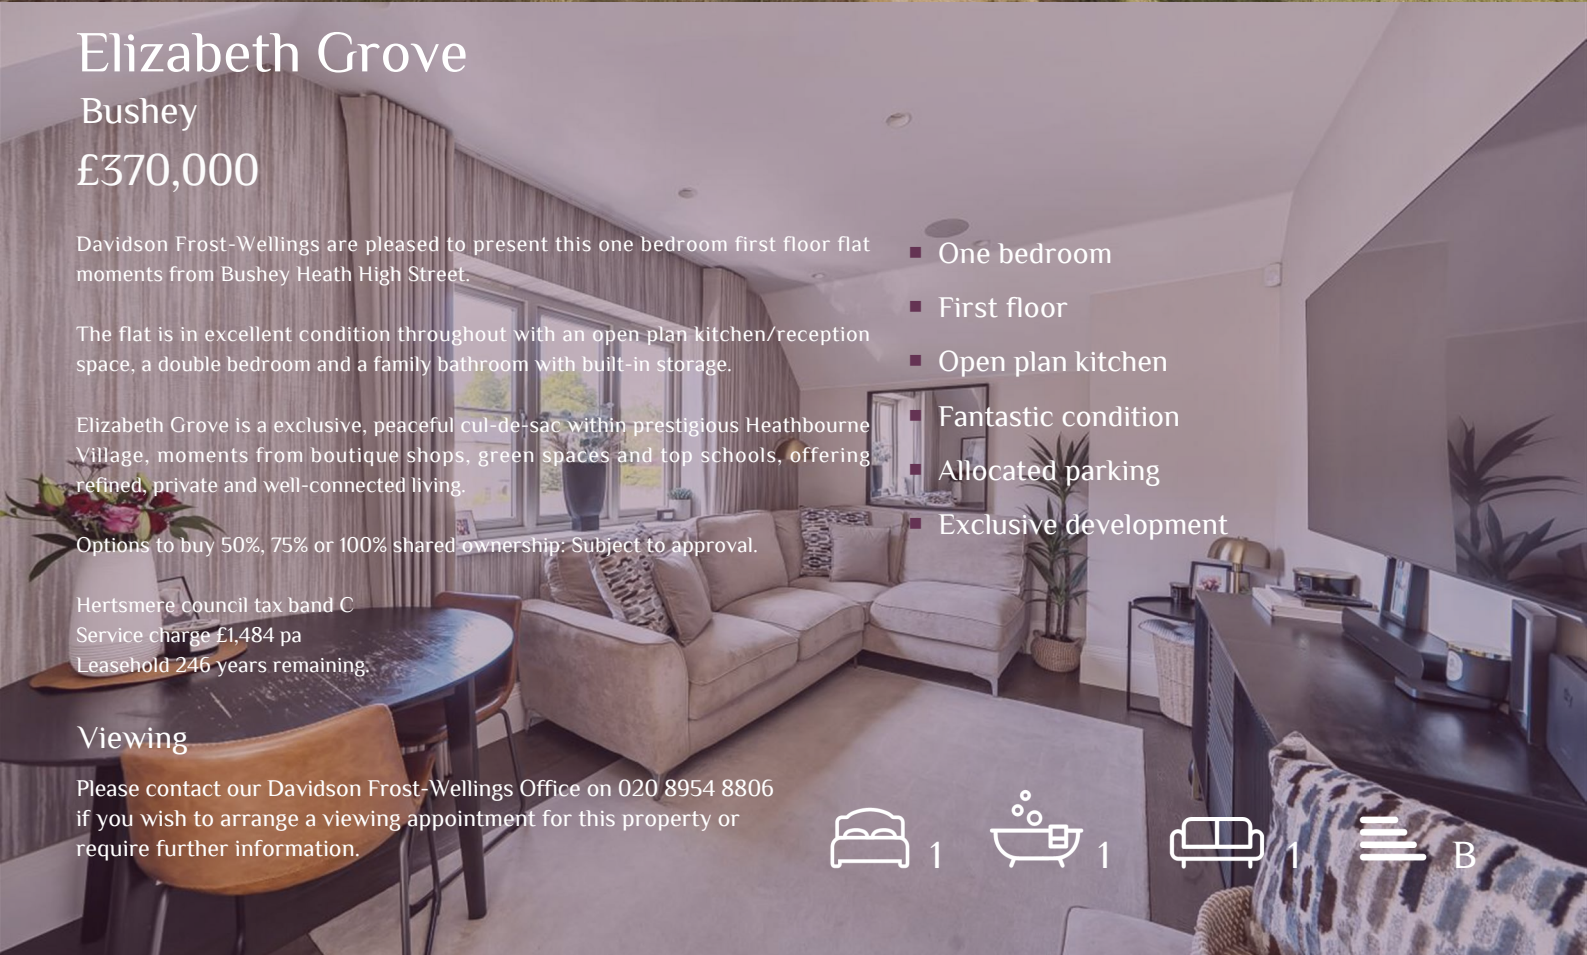 Elizabeth Grove
Bushey
£370,000
Davidson Frost-Wellings are pleased to present this one bedroom first floor flat
moments from Bushey Heath High Street.
The flat is in excellent condition throughout with an open plan kitchen/reception
space, a double bedroom and a family bathroom with built-in storage.
Elizabeth Grove is a exclusive, peaceful cul-de-sac within prestigious Heathbourne
Village, moments from boutique shops, green spaces and top schools, offering
refined, private and well-connected living.
Options to buy 50%, 75% or 100% shared ownership: Subject to approval.
Hertsmere council tax band C
Service charge £1,484 pa
Leasehold 246 years remaining.
Viewing
Please contact our Davidson Frost-Wellings Office on 020 8954 8806
if you wish to arrange a viewing appointment for this property or
require further information.
One bedroom
First floor
Open plan kitchen
Fantastic condition
Allocated parking
Exclusive development
1 1 1 B